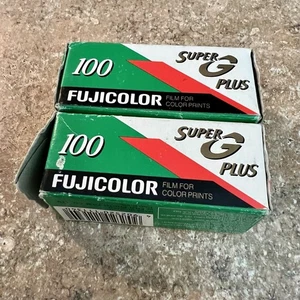 100
SUPER
G
PLUS
FUJICOLOR
FILM FOR
COLOR PRINTS
100
SUPER
G
PLUS
FUJICOLOR
FILM FOR
COLOR PRINTS